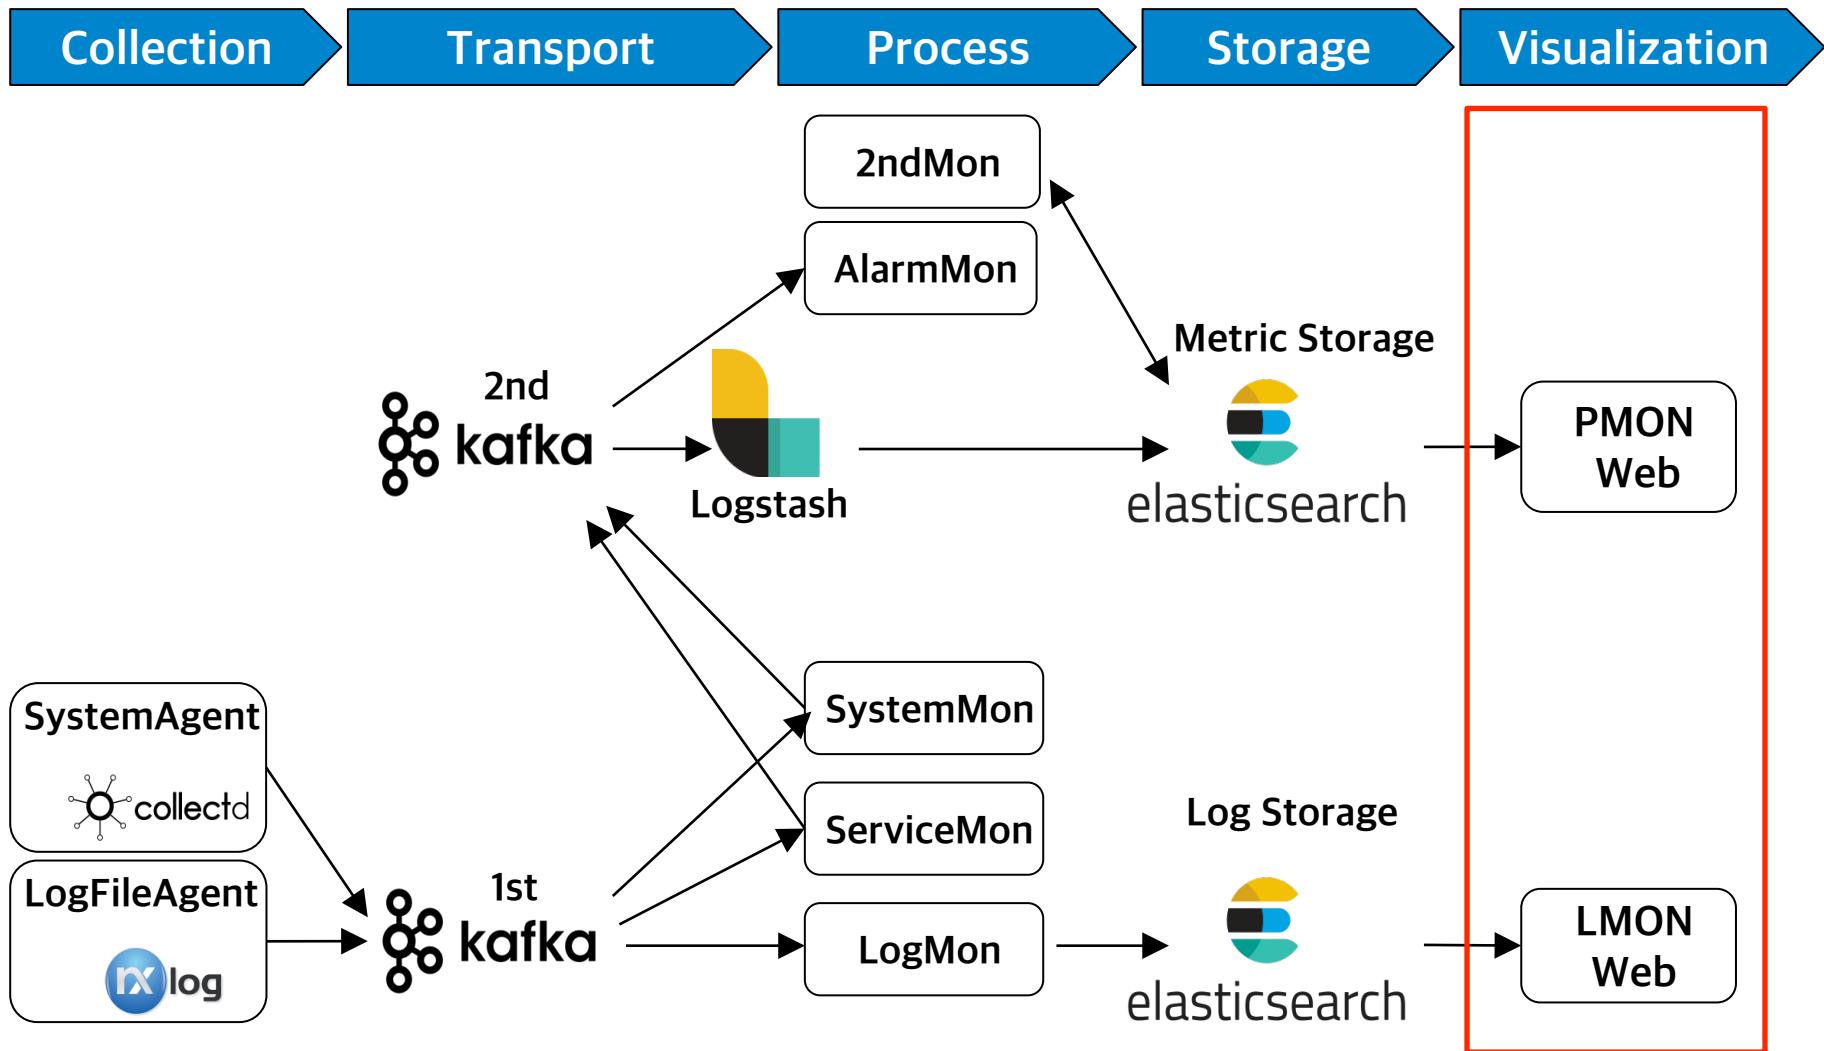 Collection
Transport
Process
Storage
Visualization
2ndMon
AlarmMon
Metric Storage
2nd
kafka
Logstash
elasticsearch
PMON
Web
SystemAgent
collectd
SystemMon
ServiceMon
Log Storage
LogFileAgent
nxlog
1st
kafka
LogMon
elasticsearch
LMON
Web